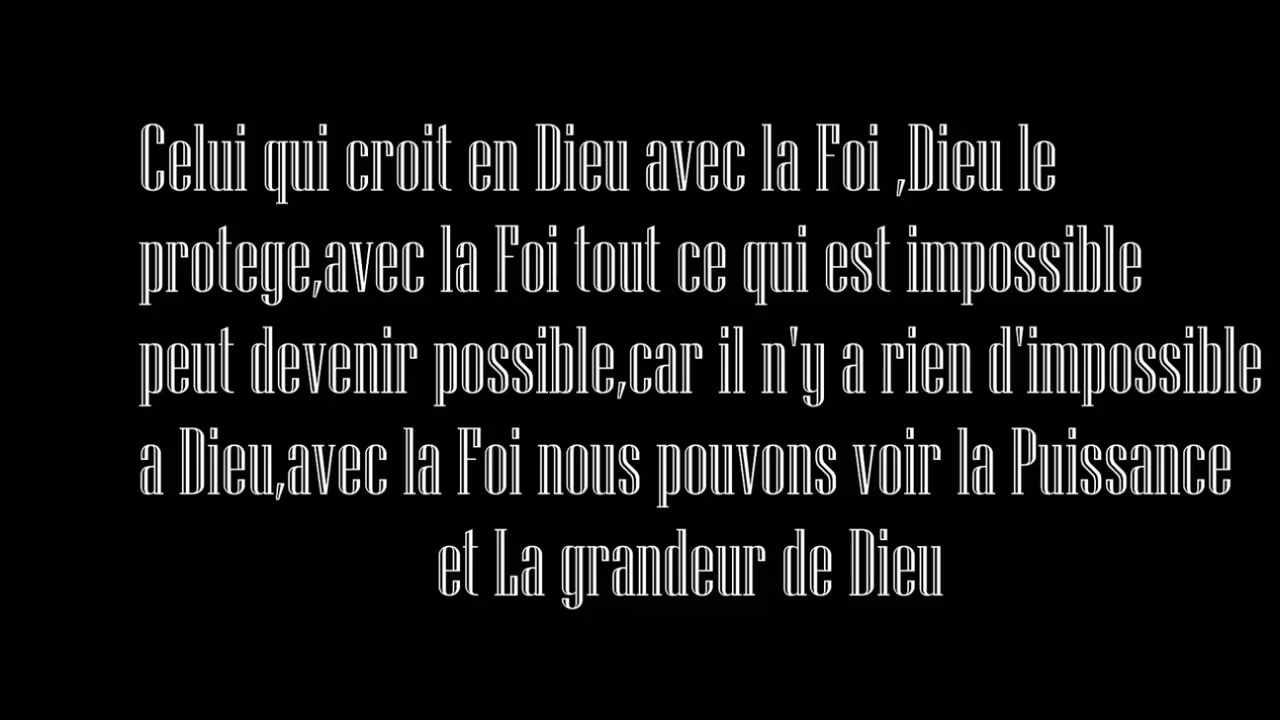 Celui qui croit en Dieu avec la Foi ,Dieu le
protege,avec la Foi tout ce qui est impossible
peut devenir possible,car il n'y a rien d'impossible
a Dieu,avec la Foi nous pouvons voir la Puissance
et La grandeur de Dieu